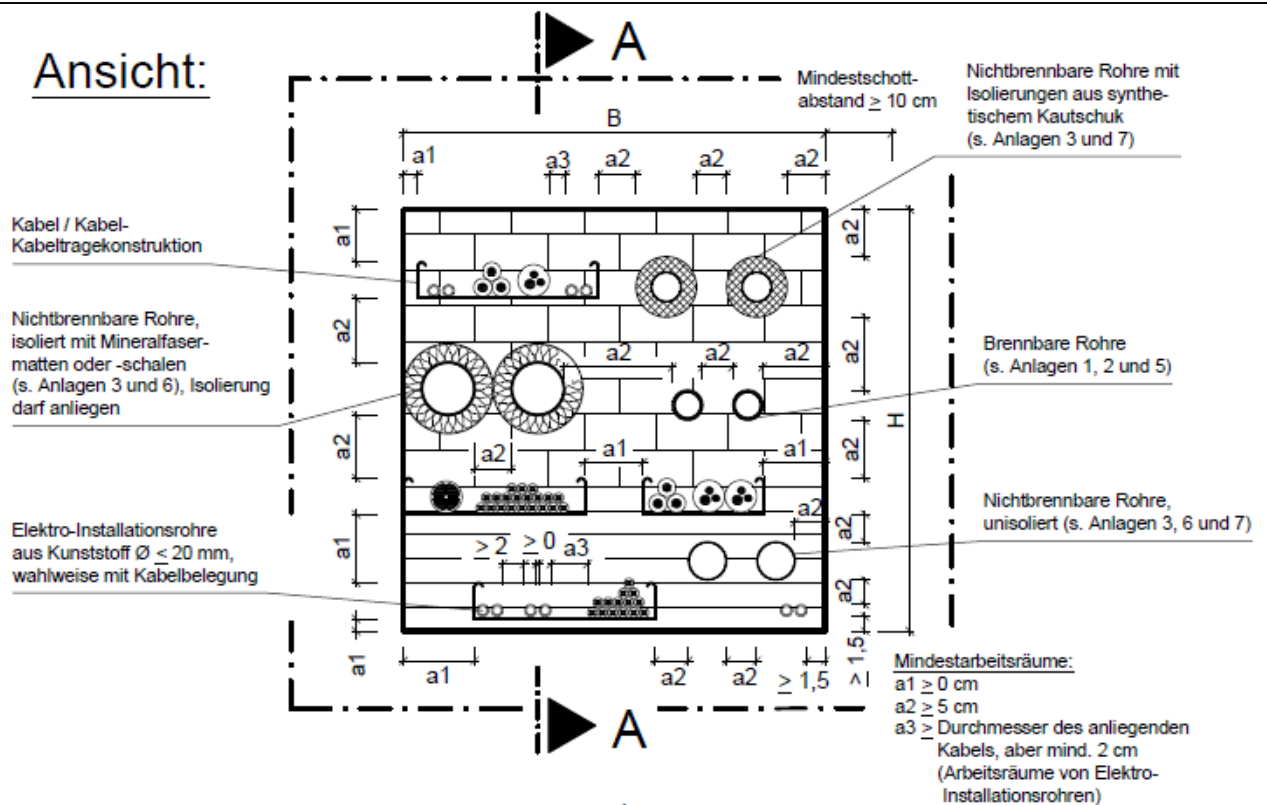 Ansicht:
A
Mindestschott-
abstand ≥ 10 cm
Nichtbrennbare Rohre mit
Isolierungen aus synthe-
tischem Kautschuk
(s. Anlagen 3 und 7)
B
a1
a3
a2
a2
a2
Kabel / Kabel-
Kabeltragekonstruktion
a1
a2
Nichtbrennbare Rohre,
isoliert mit Mineralfaser-
matten oder -schalen
(s. Anlagen 3 und 6), Isolierung
darf anliegen
a2
a2
a2
a2
a2
Brennbare Rohre
(s. Anlagen 1, 2 und 5)
H
a2
a2
a1
a1
a2
Elektro-Installationsrohre
aus Kunststoff Ø ≤ 20 mm,
wahlweise mit Kabelbelegung
a1
≥ 2
≥ 0
a3
a2
a2
Nichtbrennbare Rohre,
unisoliert (s. Anlagen 3, 6 und 7)
a2
a1
a1
a2
a2
≥ 1,5
≥ 1,5
A
Mindestarbeitsräume:
a1 ≥ 0 cm
a2 ≥ 5 cm
a3 ≥ Durchmesser des anliegenden
Kabels, aber mind. 2 cm
(Arbeitsräume von Elektro-
Installationsrohren)